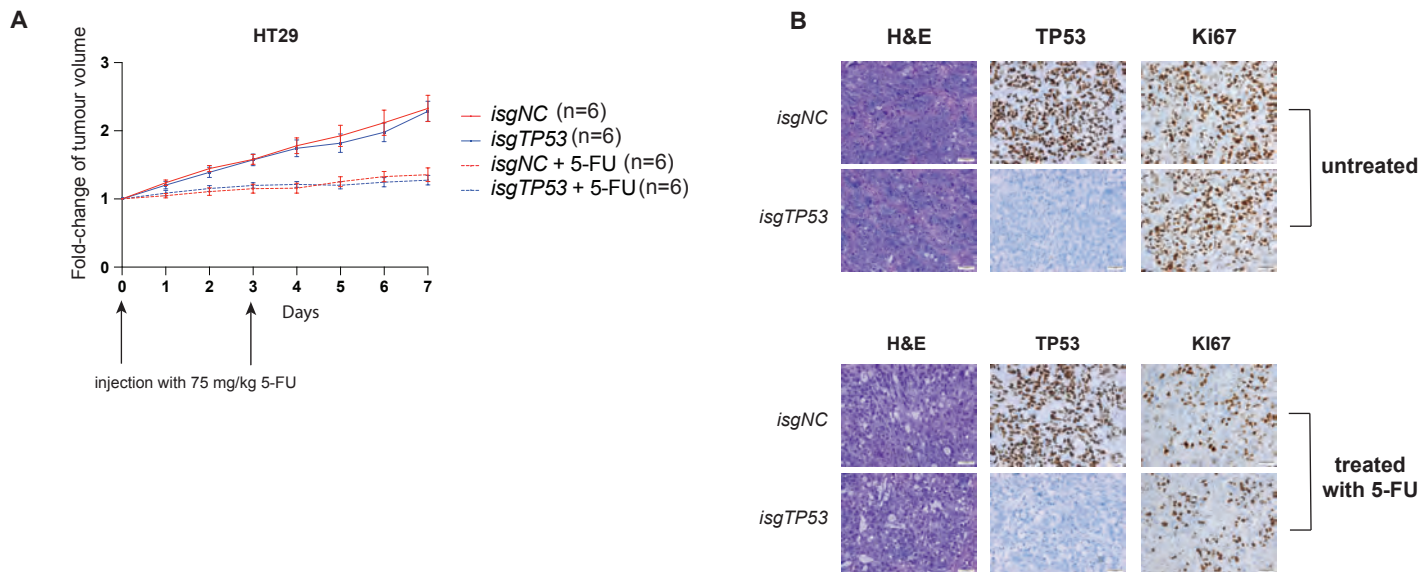 A
HT29
Fold-change of tumour volume
3
2
1
0
0 1 2 3 4 5 6 7
Days
injection with 75 mg/kg 5-FU
isgNC (n=6)
isgTP53 (n=6)
isgNC + 5-FU (n=6)
isgTP53 + 5-FU (n=6)
B
H&E TP53 Ki67
isgNC
isgTP53
untreated
H&E TP53 KI67
isgNC
isgTP53
treated
with 5-FU